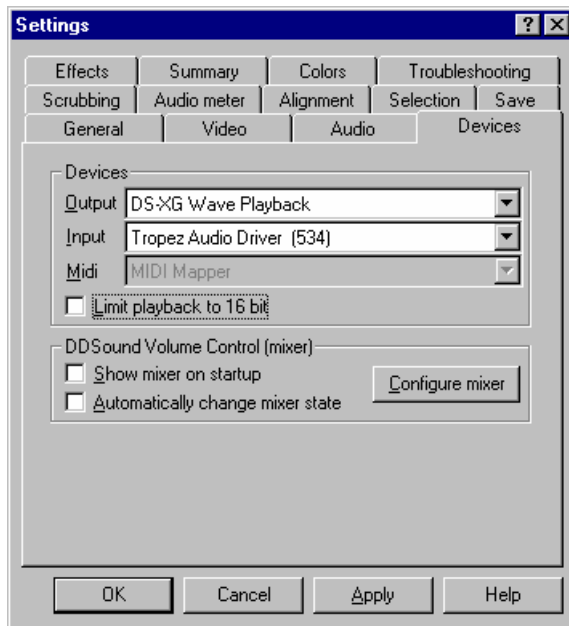 Settings
Effects Summary Colors Troubleshooting
Scrubbing Audio meter Alignment Selection Save
General Video Audio Devices
Devices
Output DS-XG Wave Playback
Input Tropez Audio Driver (534)
Midi MIDI Mapper
Limit playback to 16 bit
DDSound Volume Control (mixer)
Show mixer on startup
Configure mixer
Automatically change mixer state
OK Cancel Apply Help